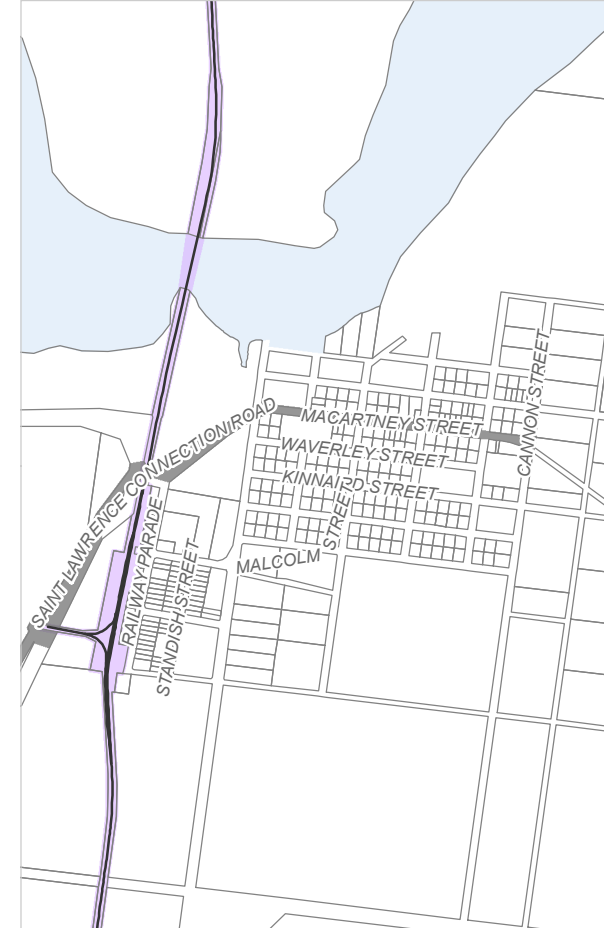 CANNON STREET
SAINT LAWRENCE CONNECTION ROAD
MACARTNEY STREET
WAVERLEY STREET
KINNAIRD STREET
STREET
MALCOLM
RAILWAY PARADE
STANDISH STREET